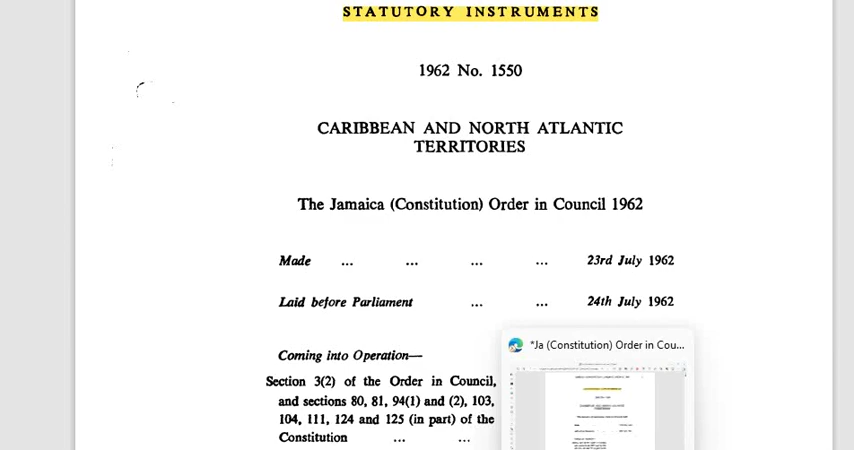 STATUTORY INSTRUMENTS
1962 No. 1550
CARIBBEAN AND NORTH ATLANTIC
TERRITORIES
The Jamaica (Constitution) Order in Council 1962
Made ... ... ... ... 23rd July 1962
Laid before Parliament ... ... 24th July 1962
Coming into Operation—
Section 3(2) of the Order in Council,
and sections 80, 81, 94(1) and (2), 103,
104, 111, 124 and 125 (in part) of the
Constitution ... ...
*Ja (Constitution) Order in Cou...